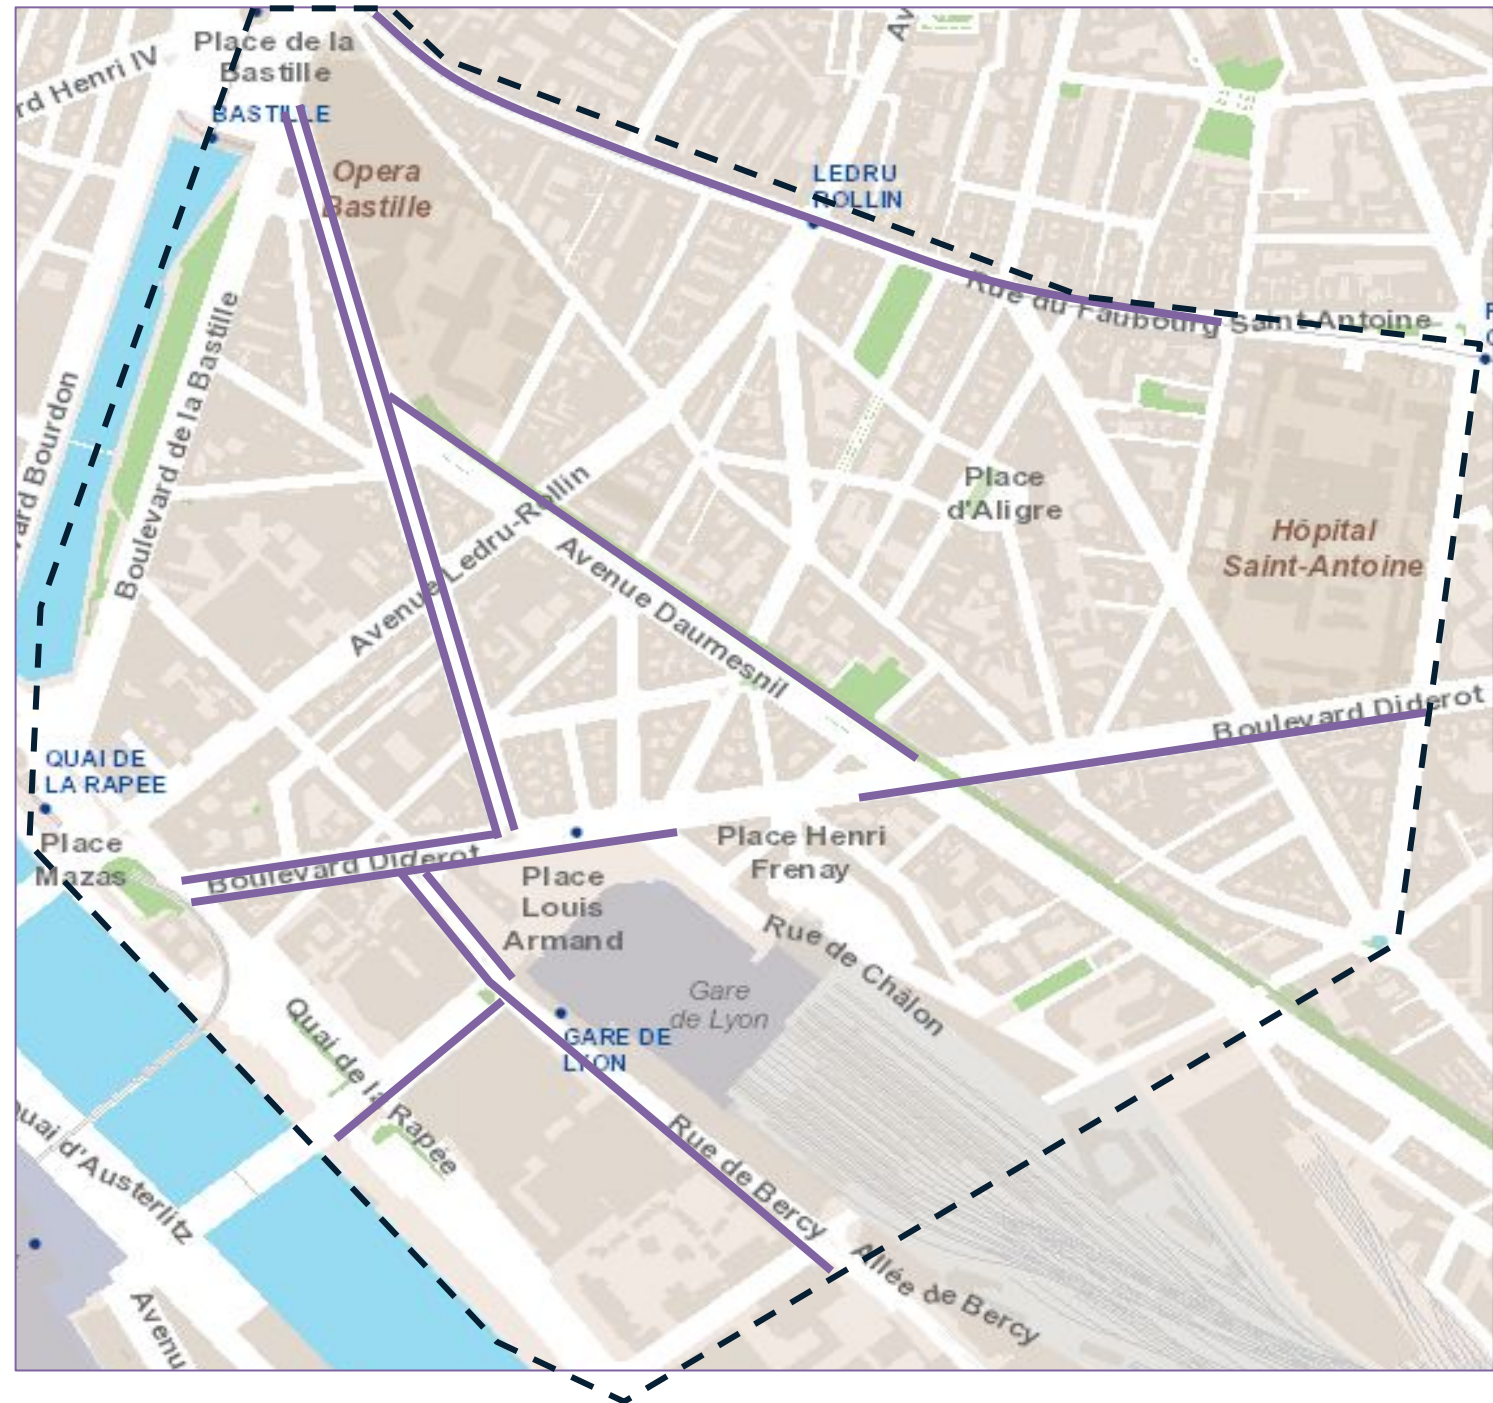 Av
Place de la
Bastille
rd Henri IV
BASTILLE
Opera
Bastille
LEDRU
ROLLIN
Rue du Faubourg Saint-Antoine
Boulevard de la Bastille
ard Bourdon
Avenue Ledru-Rollin
Place
d'Aligre
Hôpital
Saint-Antoine
Avenue Daumesnil
Boulevard Diderot
QUAI DE
LA RAPEE
Place
Mazas
Boulevard Diderot
Place Henri
Frenay
Place
Louis
Armand
Rue de Châlon
Gare
de Lyon
GARE DE
LYON
Quai de la Rapée
uai d'Austerlitz
Rue de Bercy
Allée de Bercy
Avenu